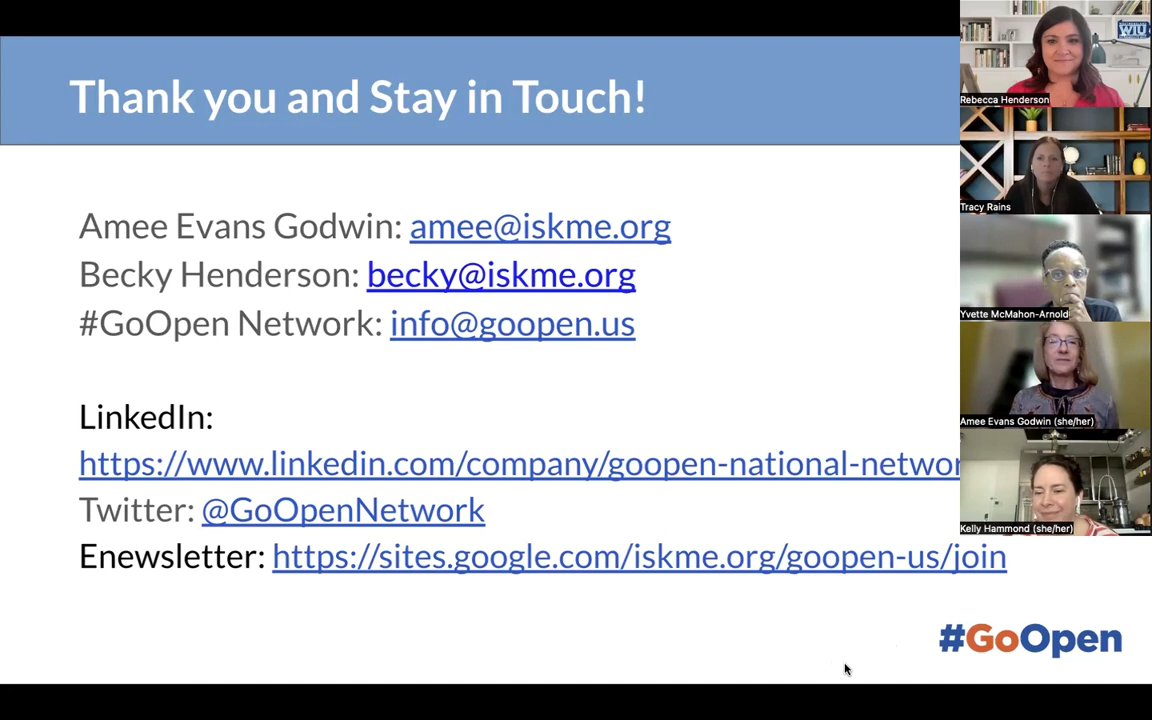 Thank you and Stay in Touch!
Amee Evans Godwin: amee@iskme.org
Becky Henderson: becky@iskme.org
#GoOpen Network: info@goopen.us
LinkedIn:
https://www.linkedin.com/company/goopen-national-networ
Twitter: @GoOpenNetwork
Enewsletter: https://sites.google.com/iskme.org/goopen-us/join
#GoOpen
WIU
Rebecca Henderson
Tracy Rains
Yvette McMahon-Arnold
Amee Evans Godwin (she/her)
Kelly Hammond (she/her)